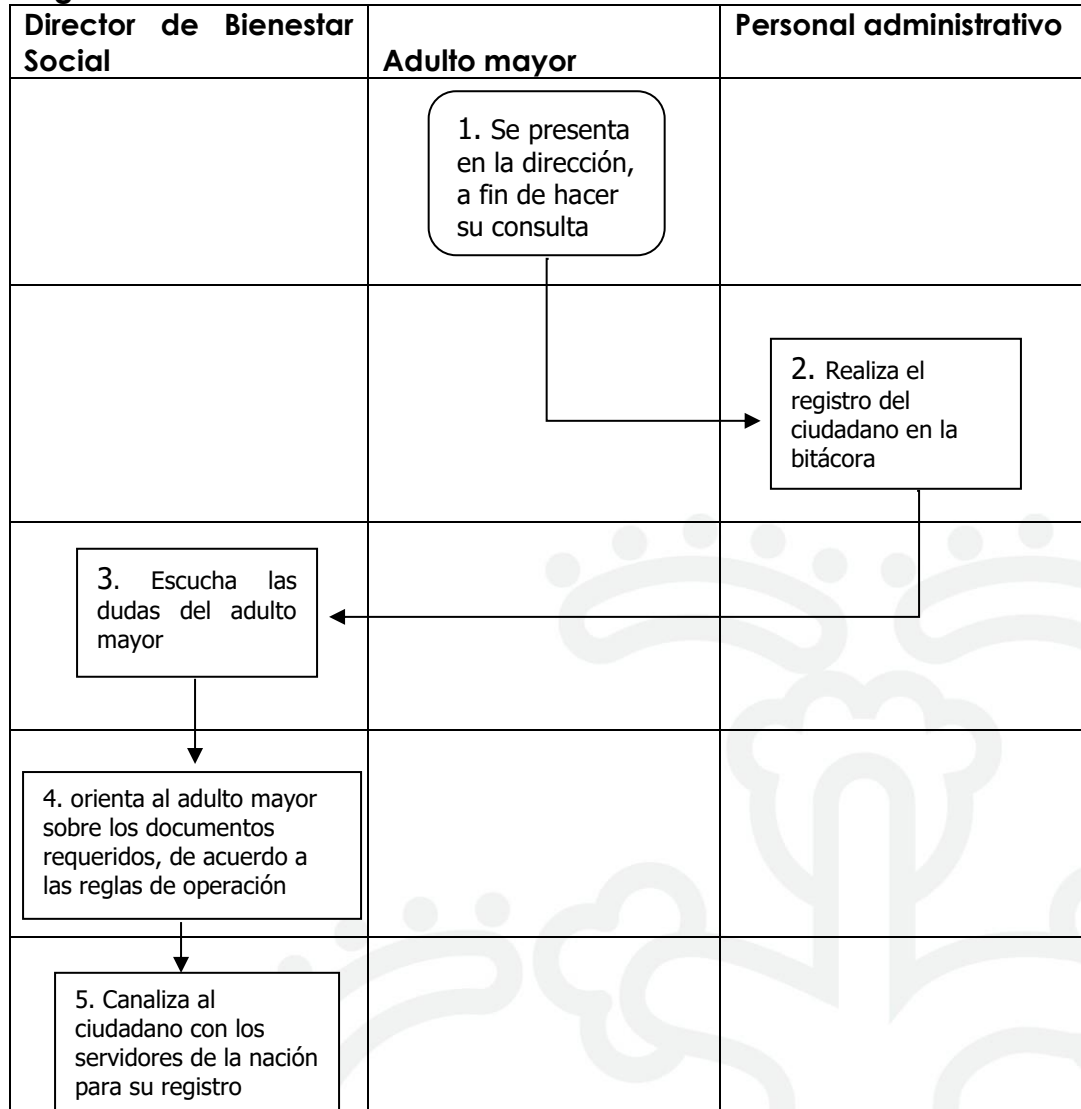 Director de Bienestar
Social
Adulto mayor
Personal administrativo
1. Se presenta
en la dirección,
a fin de hacer
su consulta
2. Realiza el
registro del
ciudadano en la
bitácora
3. Escucha las
dudas del adulto
mayor
4. orienta al adulto mayor
sobre los documentos
requeridos, de acuerdo a
las reglas de operación
5. Canaliza al
ciudadano con los
servidores de la nación
para su registro